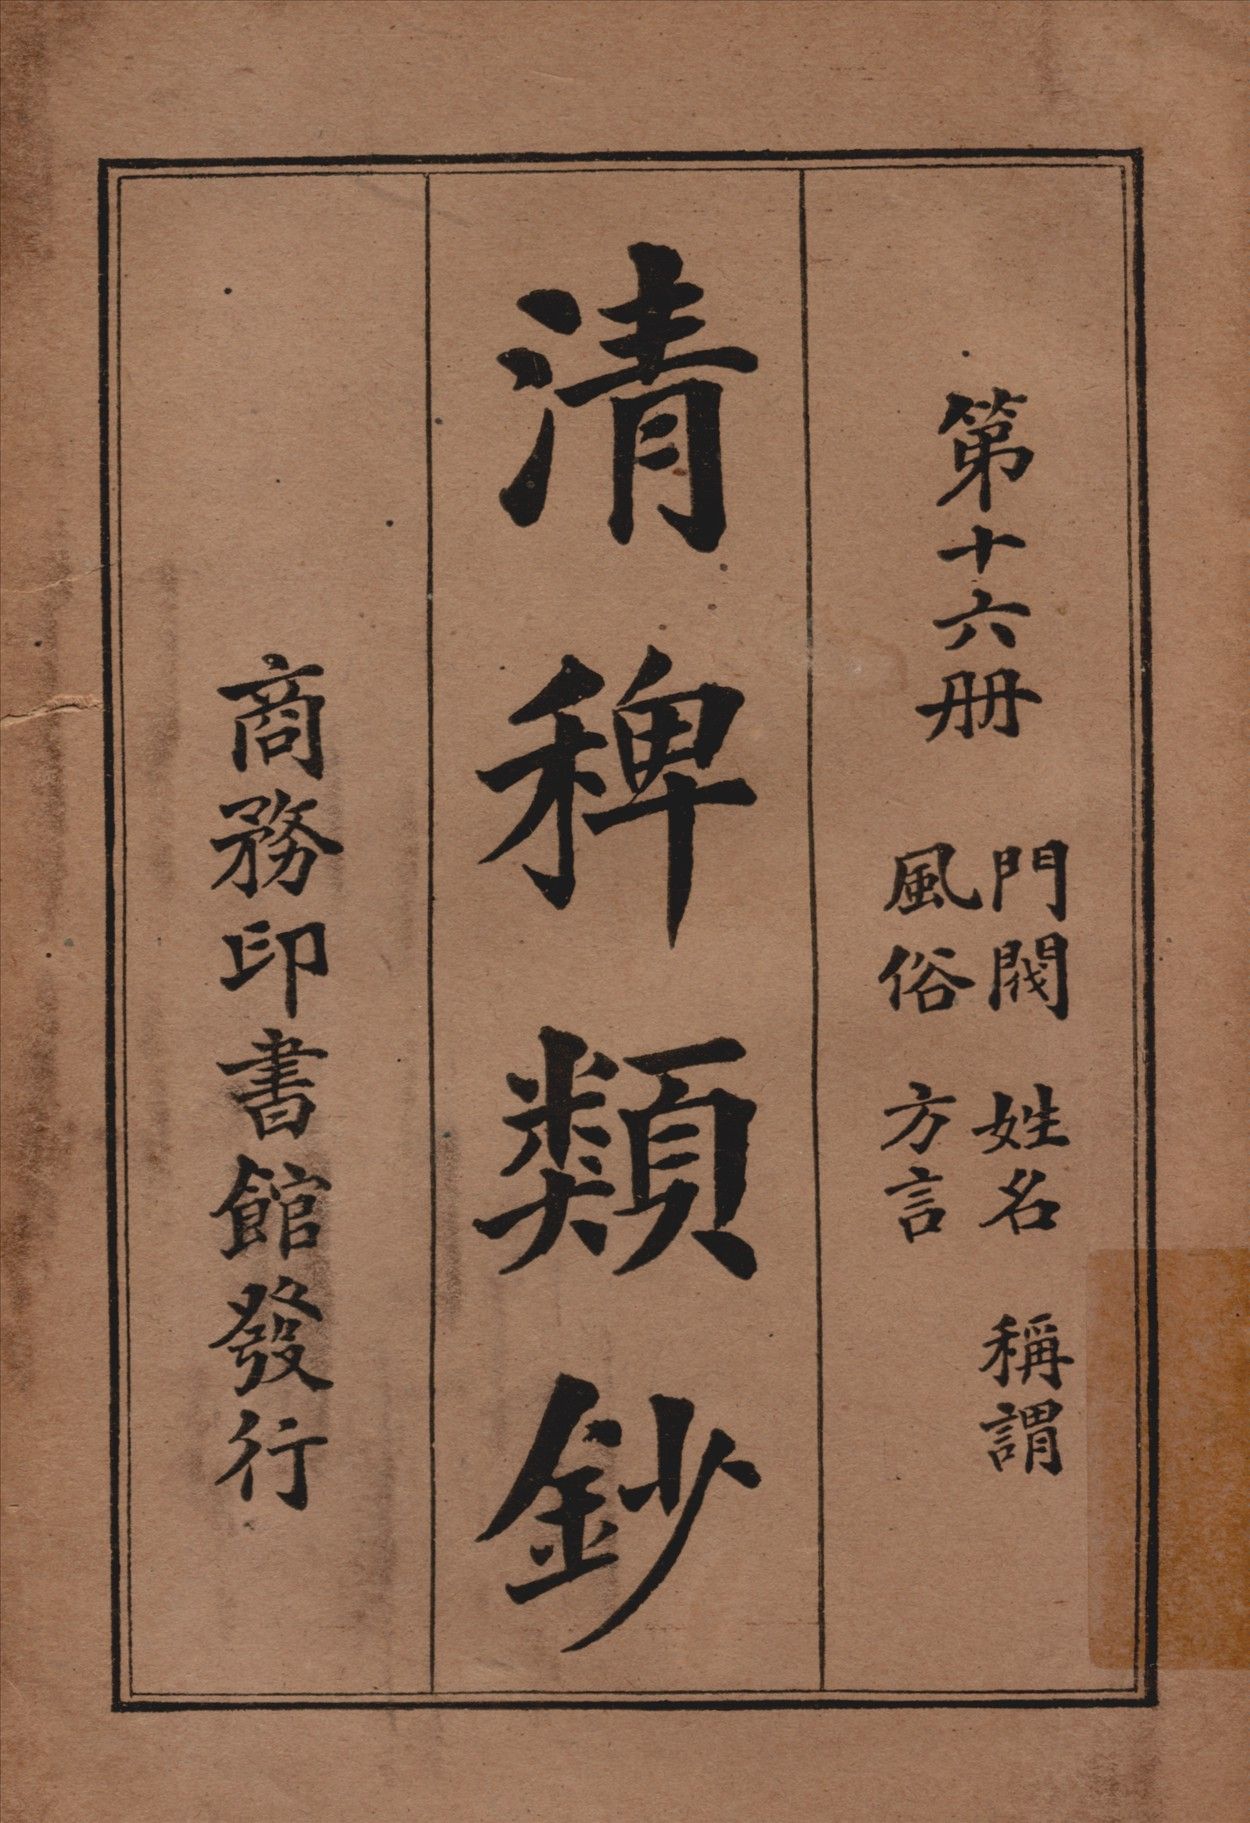 第十六册
門閥 姓名 稱謂
風俗 方言
清稗類鈔
商務印書館發行